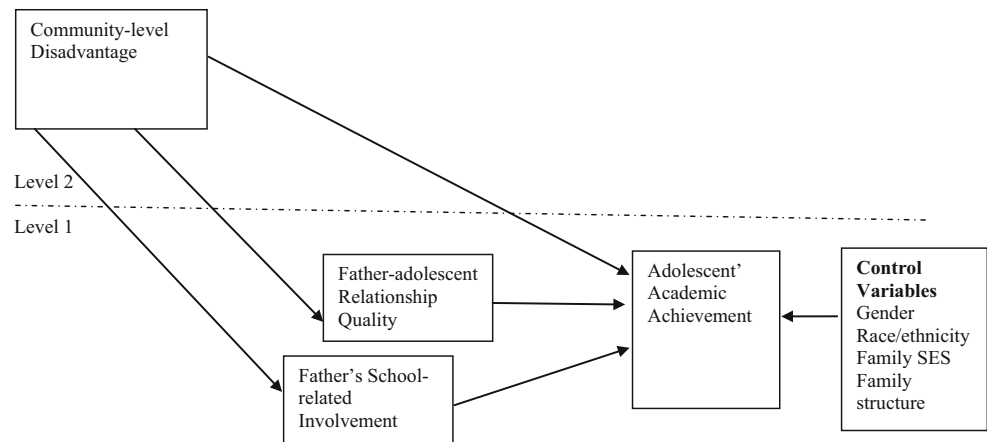 Community-level
Disadvantage
Level 2
Level 1
Father-adolescent
Relationship
Quality
Father's School-
related
Involvement
Adolescent'
Academic
Achievement
Control
Variables
Gender
Race/ethnicity
Family SES
Family
structure